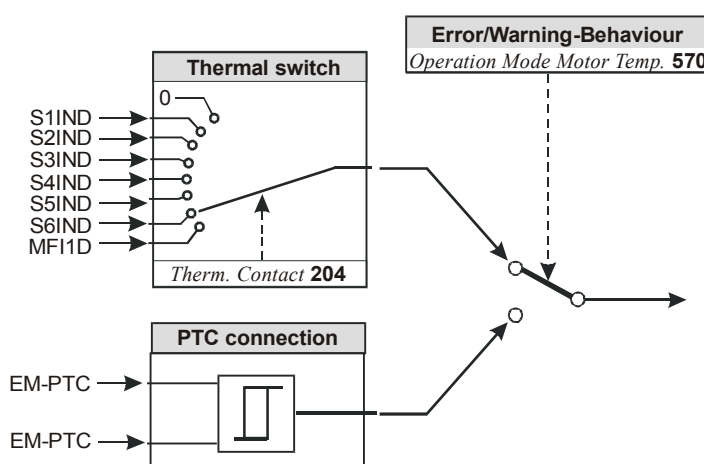 Error/Warning-Behaviour
Operation Mode Motor Temp. 570
Thermal switch
0
S1IND
S2IND
S3IND
S4IND
S5IND
S6IND
MFI1D
Therm. Contact 204
PTC connection
EM-PTC
EM-PTC